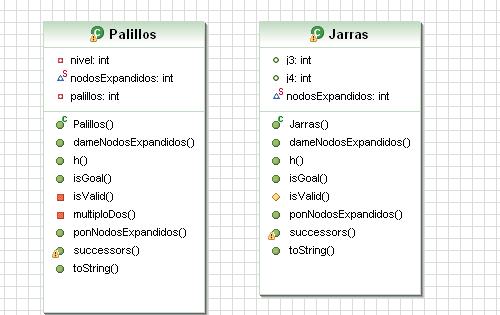 Palillos
nivel: int
nodosExpandidos: int
palillos: int
Palillos()
dameNodosExpandidos()
h()
isGoal()
isValid()
multiploDos()
ponNodosExpandidos()
successors()
toString()
Jarras
j3: int
j4: int
nodosExpandidos: int
Jarras()
dameNodosExpandidos()
h()
isGoal()
isValid()
ponNodosExpandidos()
successors()
toString()